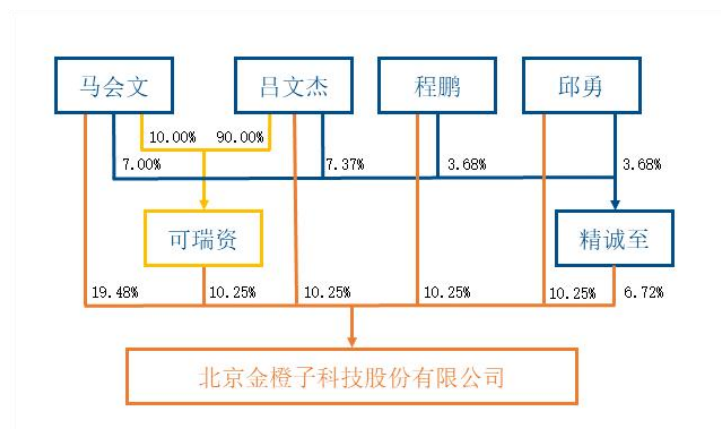 马会文
吕文杰
程鹏
邱勇
10.00%
90.00%
7.00%
7.37%
3.68%
3.68%
可瑞资
精诚至
19.48%
10.25%
10.25%
10.25%
10.25%
6.72%
北京金橙子科技股份有限公司